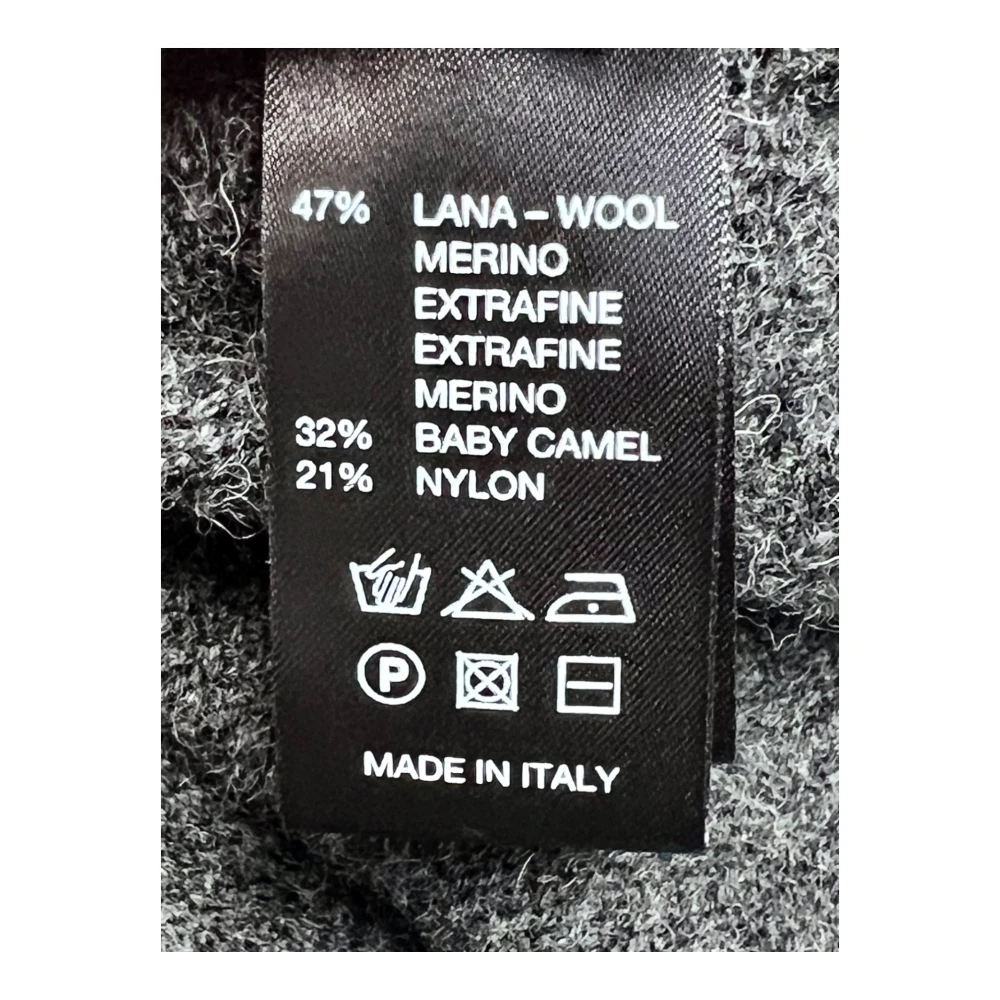 47% LANA – WOOL
MERINO
EXTRAFINE
EXTRAFINE
MERINO
32% BABY CAMEL
21% NYLON
P
MADE IN ITALY